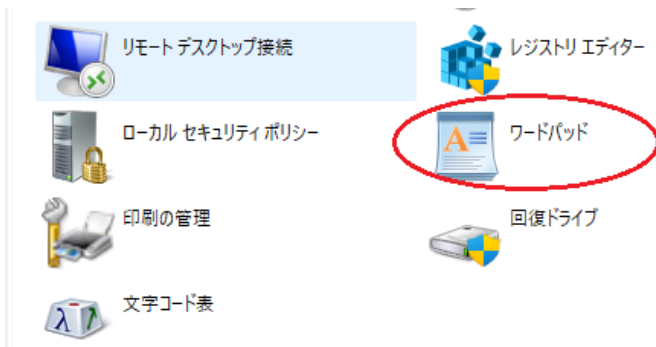 リモート デスクトップ接続
レジストリ エディター
ローカル セキュリティ ポリシー
ワードパッド
印刷の管理
回復ドライブ
文字コード表